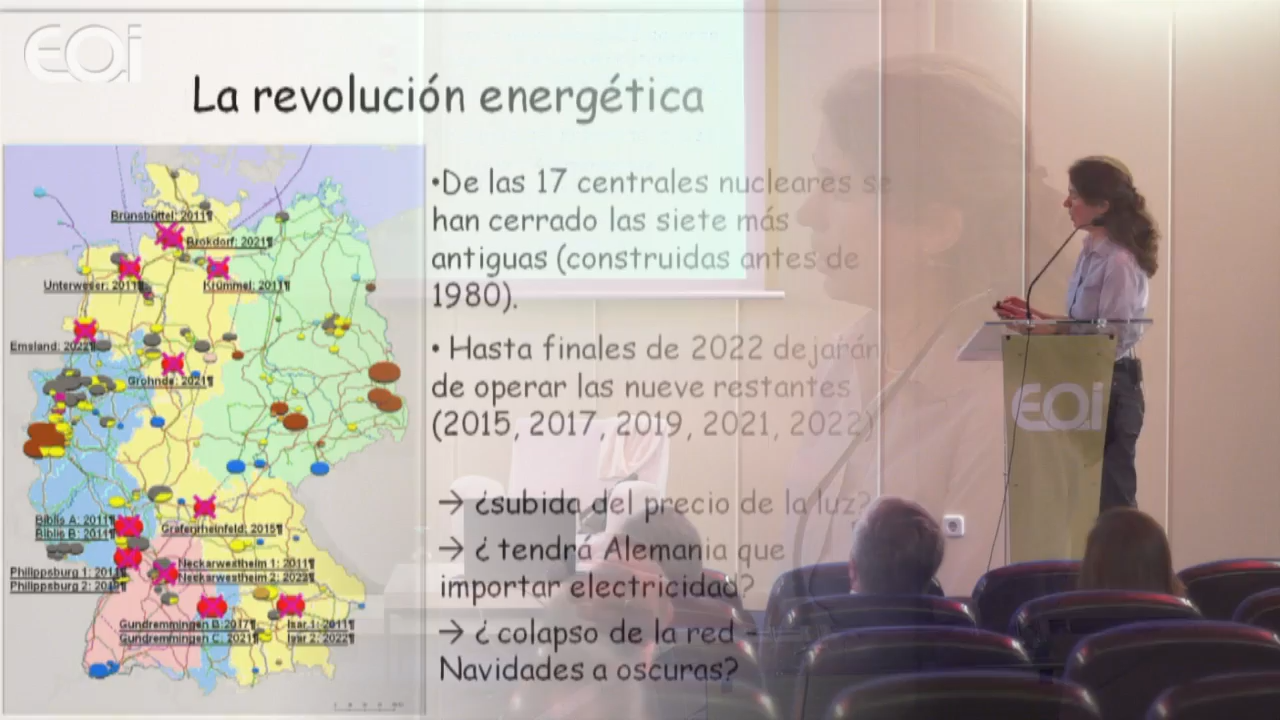 EOi
La revolución energética
•De las 17 centrales nucleares se
han cerrado las siete más
antiguas (construidas antes de
1980).
• Hasta finales de 2022 dejarán
de operar las nueve restantes
(2015, 2017, 2019, 2021, 2022)
→ ¿subida del precio de la luz?
→ ¿ tendrá Alemania que
importar electricidad?
→ ¿ colapso de la red –
Navidades a oscuras?
Brunsbüttel: 2011¶
Brokdorf: 2021¶
Unterweser: 2011¶
Krümmel: 2011¶
Emsland: 2022¶
Grohnde: 2021¶
Biblis A: 2011¶
Biblis B: 2011¶
Grafenrheinfeld: 2015¶
Philippsburg 1: 2011¶
Philippsburg 2:
Neckarwestheim 1: 2011¶
Neckarwestheim 2: 2022¶
Gundremmingen B: 2017¶
Gundremmingen C: 2021¶
Isar 1: 2011¶
Isar 2: 2022¶
EOi